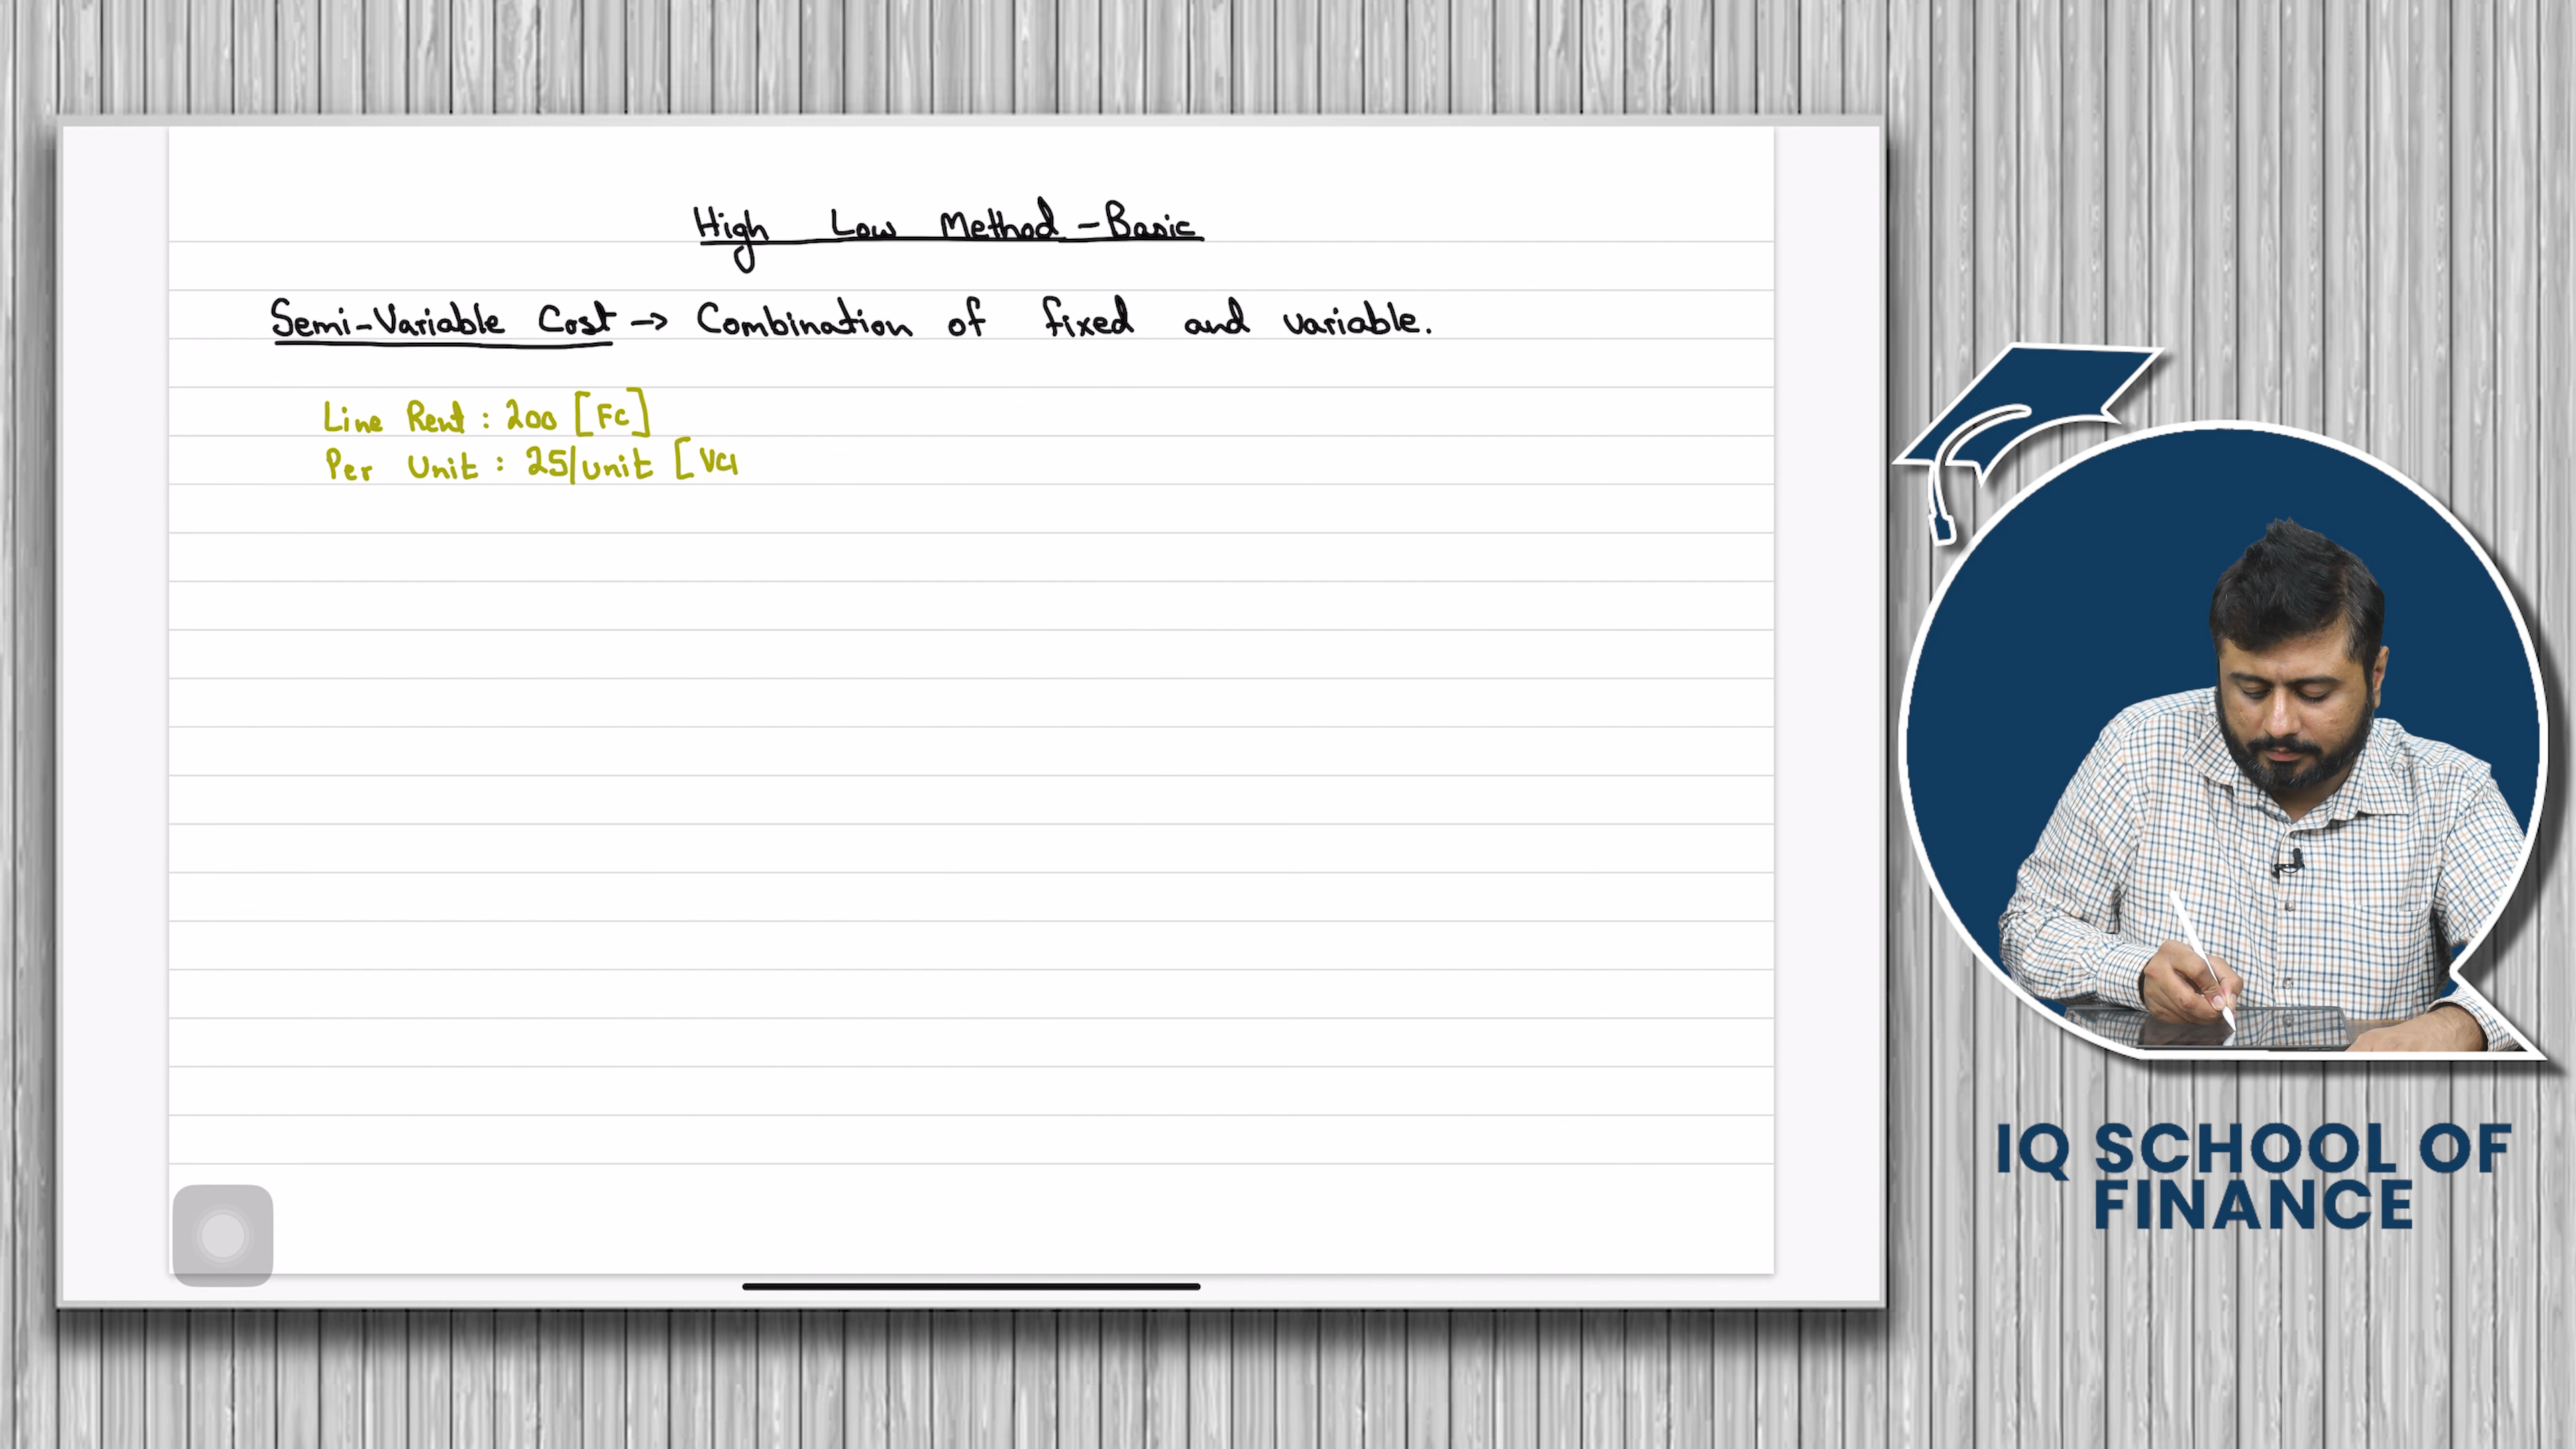 High Low Method - Basic
Semi-Variable Cost → Combination of fixed and variable.
Line Rent : 200 [FC]
Per Unit : 25/unit [VC
IQ SCHOOL OF
FINANCE